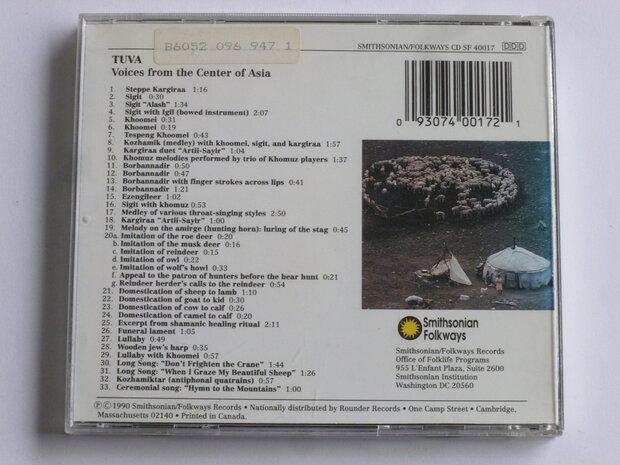 B6052 096 947 1
SMITHSONIAN/FOLKWAYS CD SF 40017 DDD
TUVA
Voices from the Center of Asia
1. Steppe Kargiraa 1:16
2. Sigit 0:30
3. Sigit "Alash" 1:34
4. Sigit with Igil (bowed instrument) 2:07
5. Khoomei 0:31
6. Khoomei 0:19
7. Tespeng Khoomei 0:43
8. Kozhamik (medley) with khoomei, sigit, and kargiraa 1:57
9. Kargiraa duet "Artii-Sayir" 1:04
10. Khomuz melodies performed by trio of Khomuz players 1:37
11. Borbannadir 0:50
12. Borbannadir 0:47
13. Borbannadir with finger strokes across lips 0:41
14. Borbannadir 1:21
15. Ezengileer 1:02
16. Sigit with khomuz 0:53
17. Medley of various throat-singing styles 2:50
18. Kargiraa "Artii-Sayir" 1:00
19. Melody on the amirge (hunting horn): luring of the stag 0:45
20a. Imitation of the roe deer 0:20
b. Imitation of the musk deer 0:16
c. Imitation of reindeer 0:15
d. Imitation of owl 0:22
e. Imitation of wolf's howl 0:33
f. Appeal to the patron of hunters before the bear hunt 0:21
g. Reindeer herder's calls to the reindeer 0:54
21. Domestication of sheep to lamb 1:10
22. Domestication of goat to kid 0:30
23. Domestication of cow to calf 0:26
24. Domestication of camel to calf 0:20
25. Excerpt from shamanic healing ritual 2:11
26. Funeral lament 1:05
27. Lullaby 0:49
28. Wooden jew's harp 0:35
29. Lullaby with Khoomei 0:57
30. Long Song: "Don't Frighten the Crane" 1:44
31. Long Song: "When I Graze My Beautiful Sheep" 1:26
32. Kozhamiktar (antiphonal quatrains) 0:57
33. Ceremonial song: "Hymn to the Mountains" 1:00
0 93074 00172 1
Smithsonian
Folkways
Smithsonian/Folkways Records
Office of Folklife Programs
955 L'Enfant Plaza, Suite 2600
Smithsonian Institution
Washington DC 20560
Ⓟ © 1990 Smithsonian/Folkways Records • Nationally distributed by Rounder Records • One Camp Street • Cambridge,
Massachusetts 02140 • Printed in Canada.